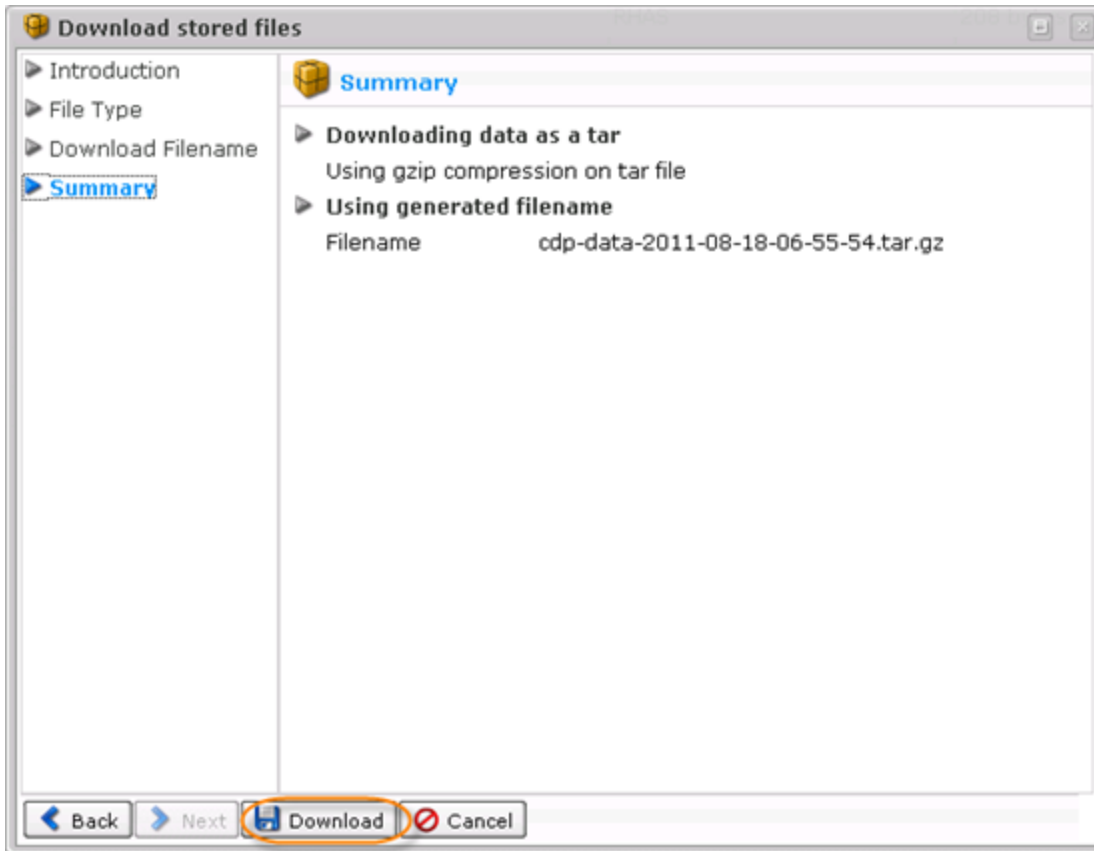 Download stored files
Introduction
File Type
Download Filename
Summary
Summary
Downloading data as a tar
Using gzip compression on tar file
Using generated filename
Filename cdp-data-2011-08-18-06-55-54.tar.gz
Back Next Download Cancel